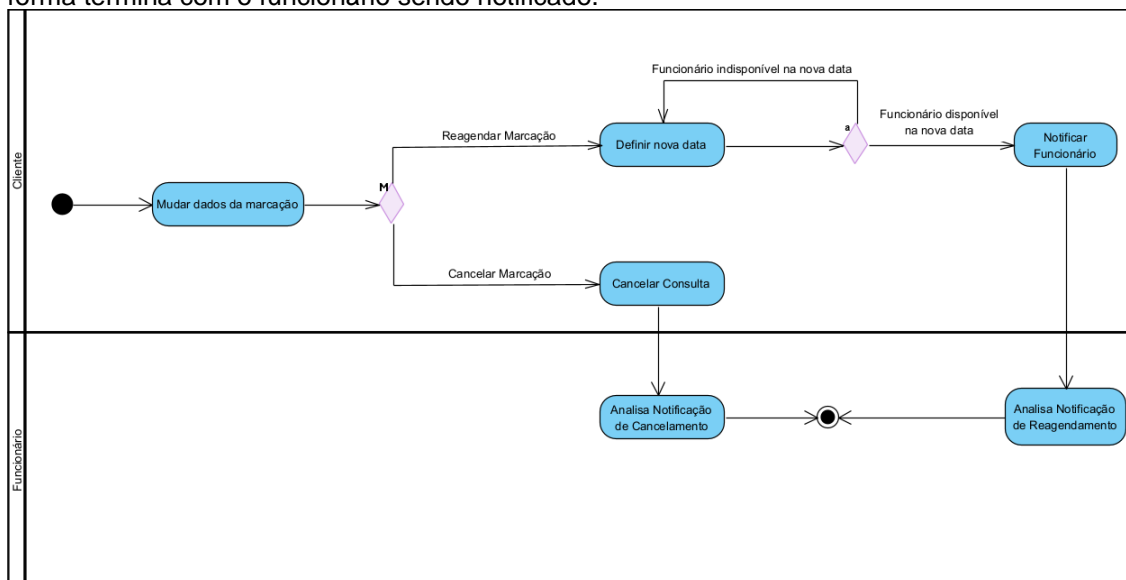 forma termina com o funcionário sendo notificado.
Cliente
Mudar dados da marcação
M
Reagendar Marcação
Cancelar Marcação
Definir nova data
Funcionário indisponível na nova data
a
Funcionário disponível
na nova data
Notificar
Funcionário
Cancelar Consulta
Funcionário
Analisa Notificação
de Cancelamento
Analisa Notificação
de Reagendamento